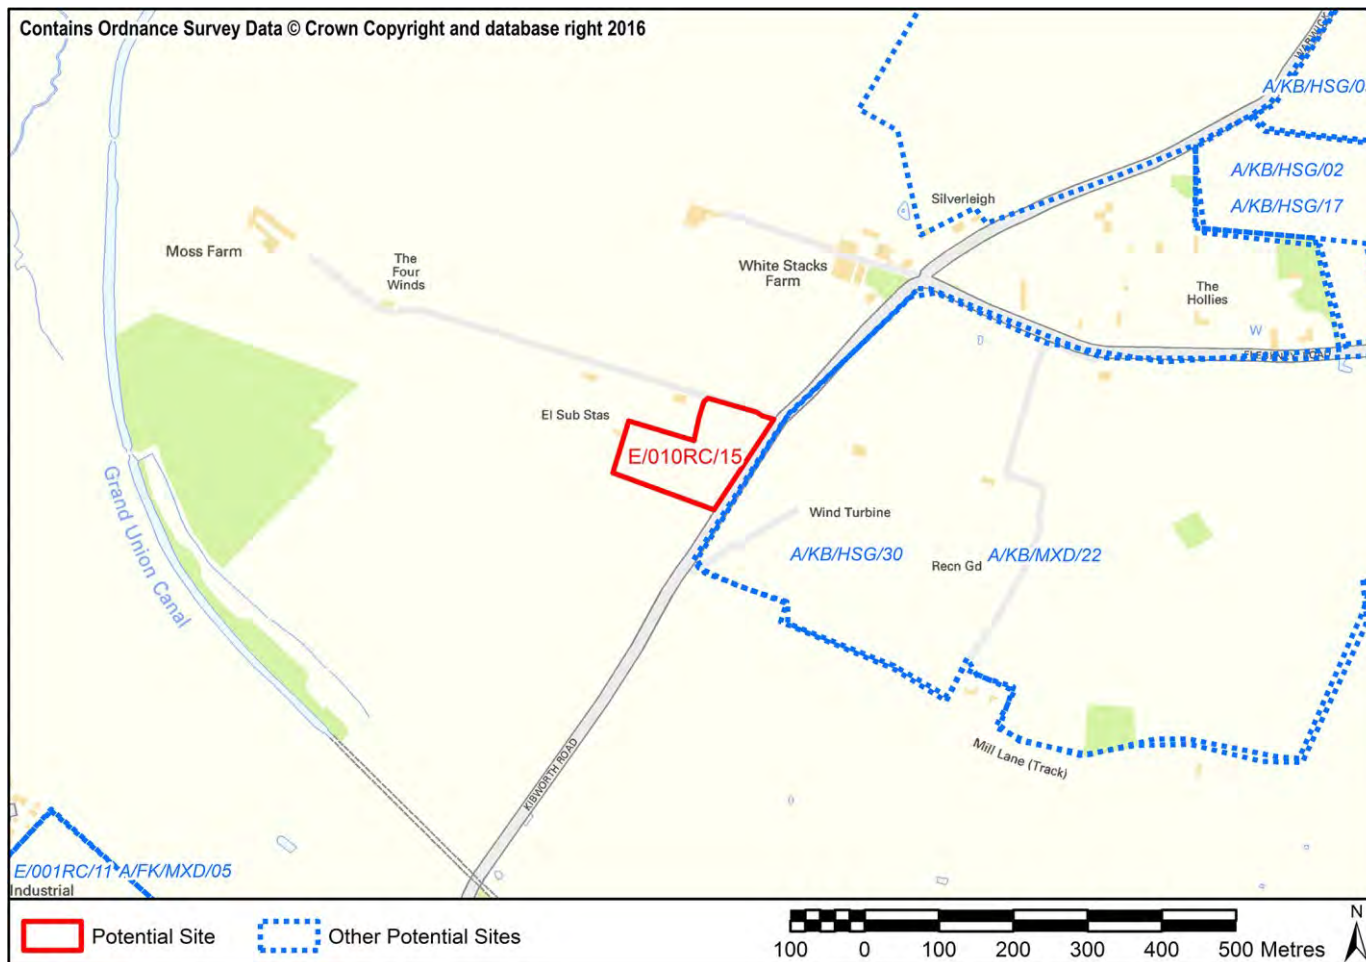 Contains Ordnance Survey Data © Crown Copyright and database right 2016
WARWICK
A/KB/HSG/0
A/KB/HSG/02
Silverleigh
A/KB/HSG/17
Moss Farm
The
Four
Winds
White Stacks
Farm
The
Hollies
W
FLECKNEY ROAD
El Sub Stas
E/010RC/15
Grand Union Canal
Wind Turbine
A/KB/HSG/30
A/KB/MXD/22
Recn Gd
Mill Lane (Track)
KIBWORTH ROAD
E/001RC/11 A/FK/MXD/05
Industrial
Potential Site
Other Potential Sites
100 0 100 200 300 400 500 Metres
N